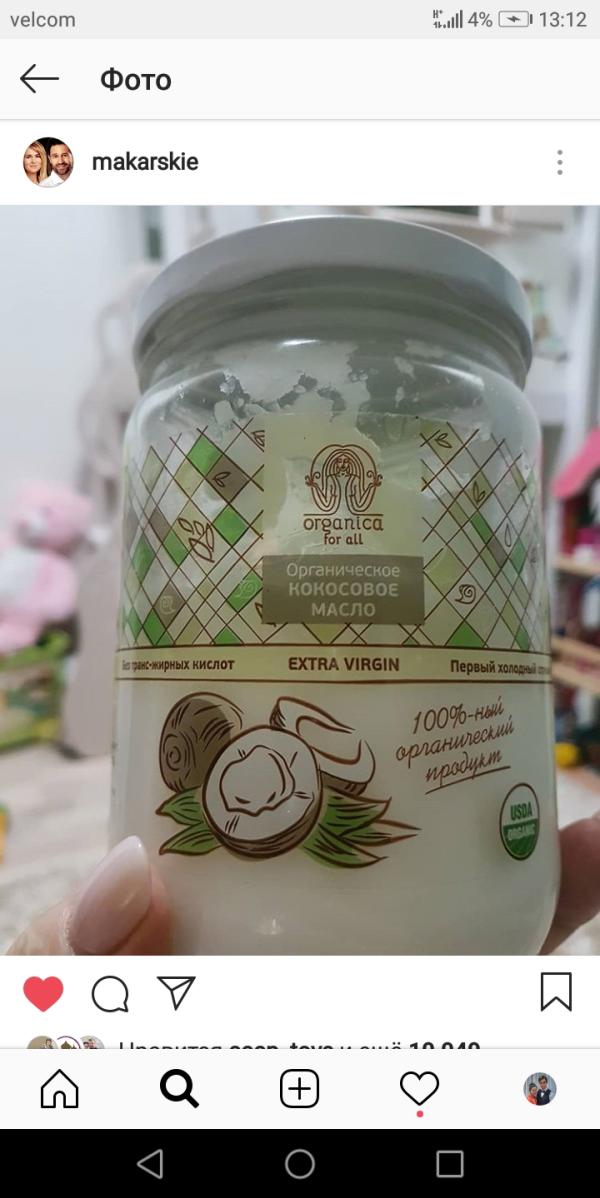 velcom
H+
4%
13:12
Фото
makarskie
organica
for all
Органическое
КОКОСОВОЕ
МАСЛО
Без транс-жирных кислот
EXTRA VIRGIN
Первый холодный
100%-ный
органический
продукт
USDA
ORGANIC